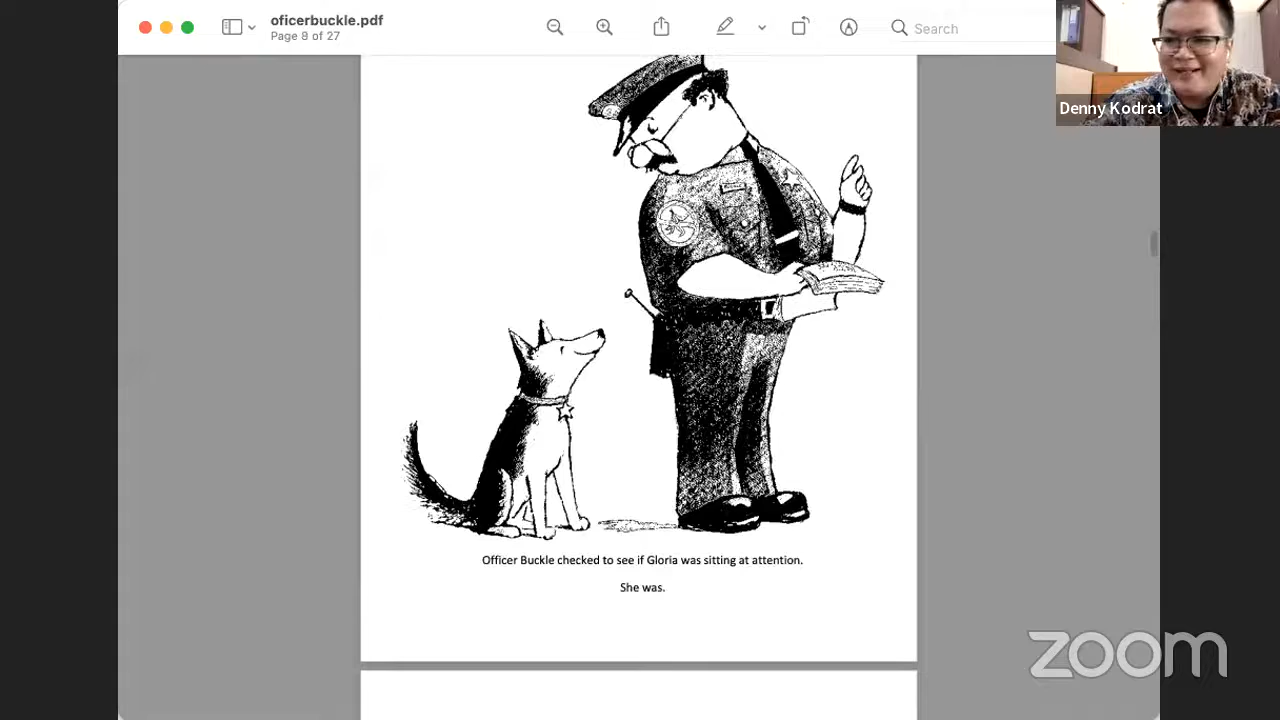 oficerbuckle.pdf
Page 8 of 27
Search
Denny Kodrat
Officer Buckle checked to see if Gloria was sitting at attention.
She was.
zoom